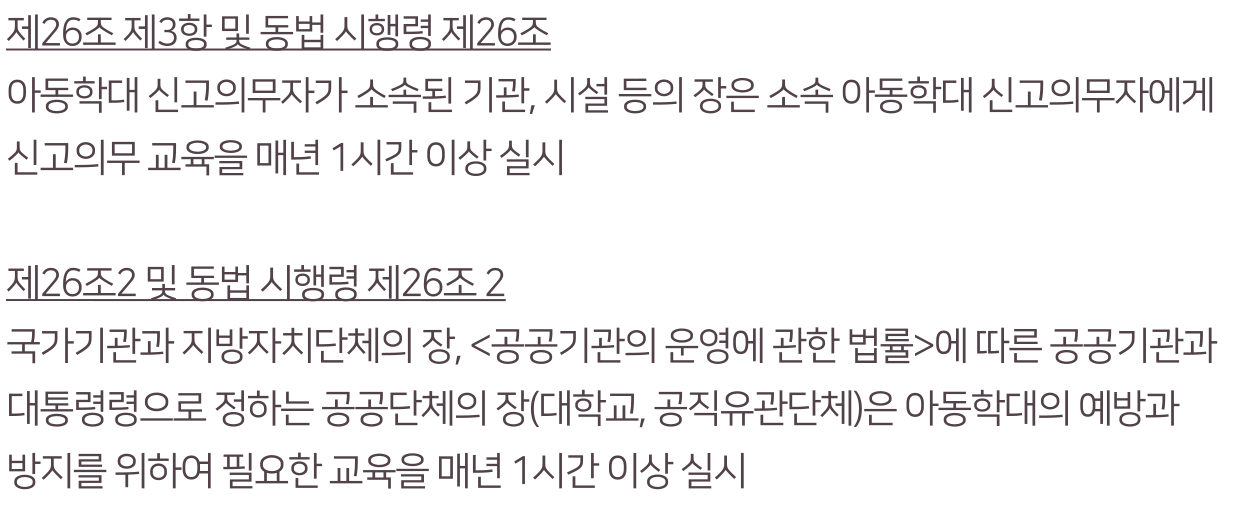 제26조 제3항 및 동법 시행령 제26조
아동학대 신고의무자가 소속된 기관, 시설 등의 장은 소속 아동학대 신고의무자에게
신고의무 교육을 매년 1시간 이상 실시
제26조2 및 동법 시행령 제26조 2
국가기관과 지방자치단체의 장, <공공기관의 운영에 관한 법률>에 따른 공공기관과
대통령령으로 정하는 공공단체의 장(대학교, 공직유관단체)은 아동학대의 예방과
방지를 위하여 필요한 교육을 매년 1시간 이상 실시